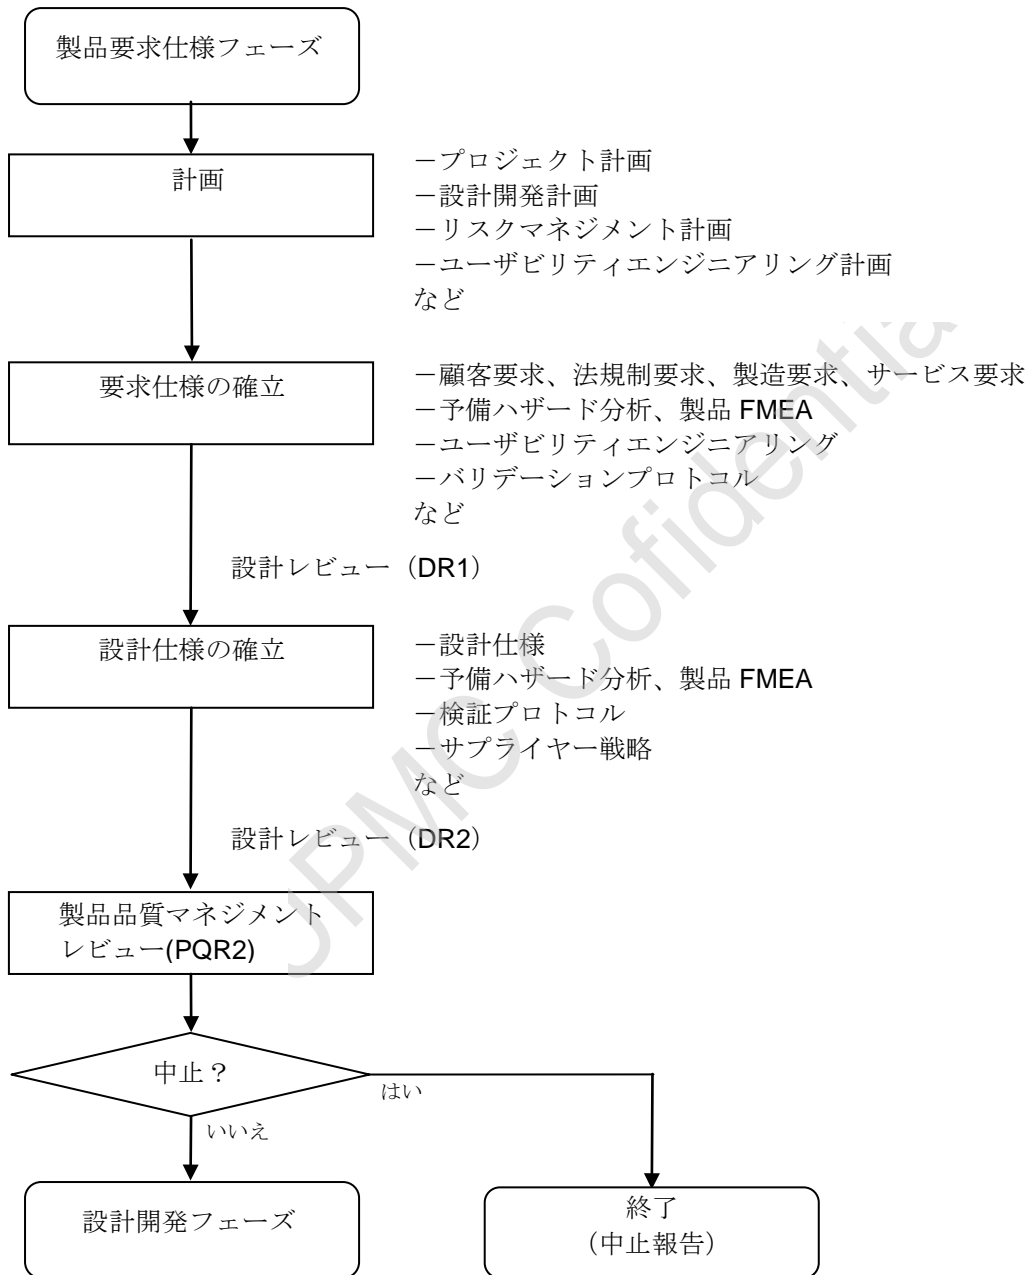 製品要求仕様フェーズ
計画
－プロジェクト計画
－設計開発計画
－リスクマネジメント計画
－ユーザビリティエンジニアリング計画
など
要求仕様の確立
－顧客要求、法規制要求、製造要求、サービス要求
－予備ハザード分析、製品 FMEA
－ユーザビリティエンジニアリング
－バリデーションプロトコル
など
設計レビュー（DR1）
設計仕様の確立
－設計仕様
－予備ハザード分析、製品 FMEA
－検証プロトコル
－サプライヤー戦略
など
設計レビュー（DR2）
製品品質マネジメント
レビュー(PQR2)
中止？
はい
いいえ
設計開発フェーズ
終了
（中止報告）
UPMC Cofidential